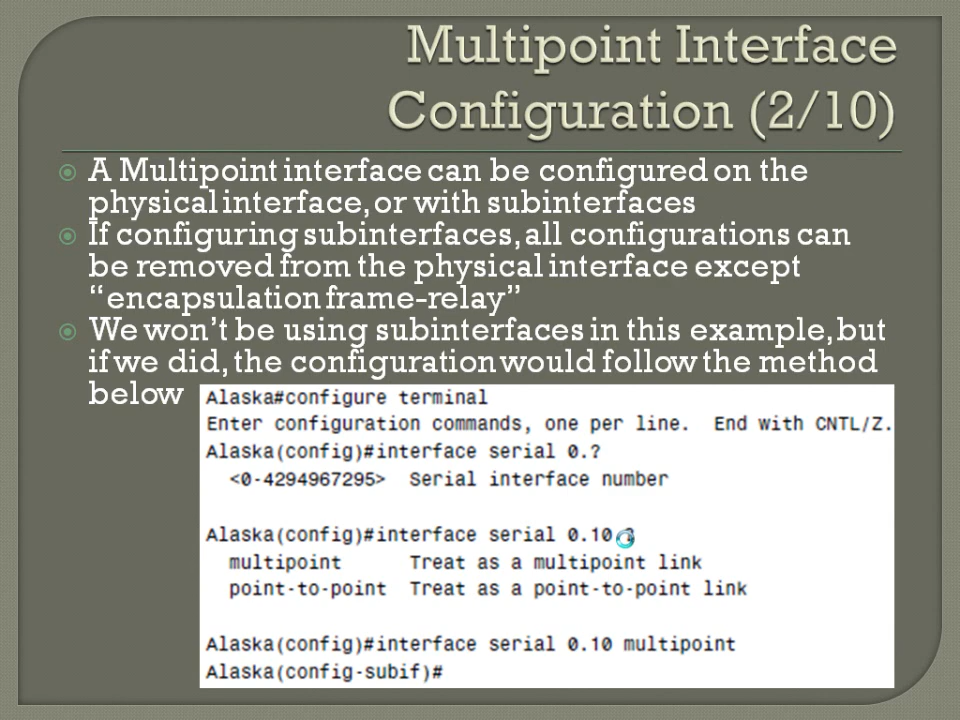 Multipoint Interface
Configuration (2/10)
A Multipoint interface can be configured on the
physical interface, or with subinterfaces
If configuring subinterfaces, all configurations can
be removed from the physical interface except
“encapsulation frame-relay”
We won’t be using subinterfaces in this example, but
if we did, the configuration would follow the method
below
Alaska#configure terminal
Enter configuration commands, one per line.  End with CNTL/Z.
Alaska(config)#interface serial 0.?
  <0-4294967295>  Serial interface number
Alaska(config)#interface serial 0.10
  multipoint      Treat as a multipoint link
  point-to-point  Treat as a point-to-point link
Alaska(config)#interface serial 0.10 multipoint
Alaska(config-subif)#